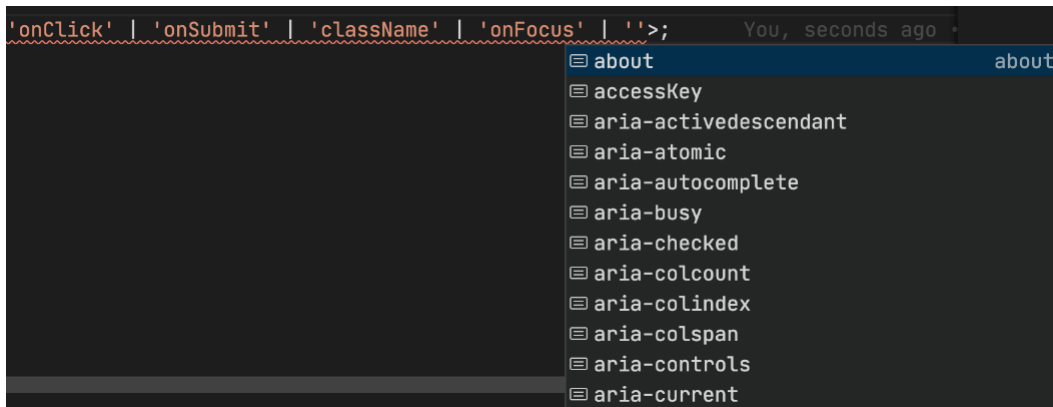 'onClick' | 'onSubmit' | 'className' | 'onFocus' | ''>; You, seconds ago •
about about
accessKey
aria-activedescendant
aria-atomic
aria-autocomplete
aria-busy
aria-checked
aria-colcount
aria-colindex
aria-colspan
aria-controls
aria-current